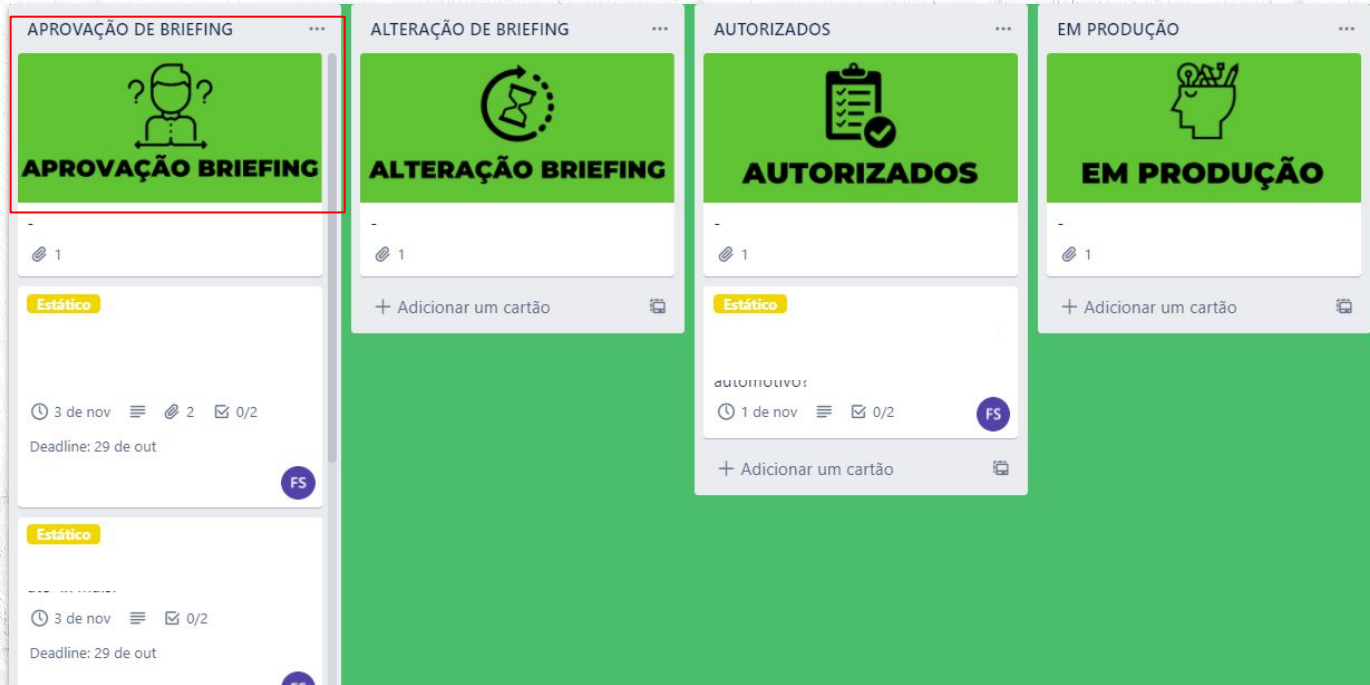 APROVAÇÃO DE BRIEFING
??
APROVAÇÃO BRIEFING
-
1
Estático
3 de nov 2 0/2
Deadline: 29 de out
FS
Estático
3 de nov 0/2
Deadline: 29 de out
FS
ALTERAÇÃO DE BRIEFING
ALTERAÇÃO BRIEFING
-
1
+ Adicionar um cartão
AUTORIZADOS
AUTORIZADOS
-
1
Estático
automotivo?
1 de nov 0/2
FS
+ Adicionar um cartão
EM PRODUÇÃO
EM PRODUÇÃO
-
1
+ Adicionar um cartão